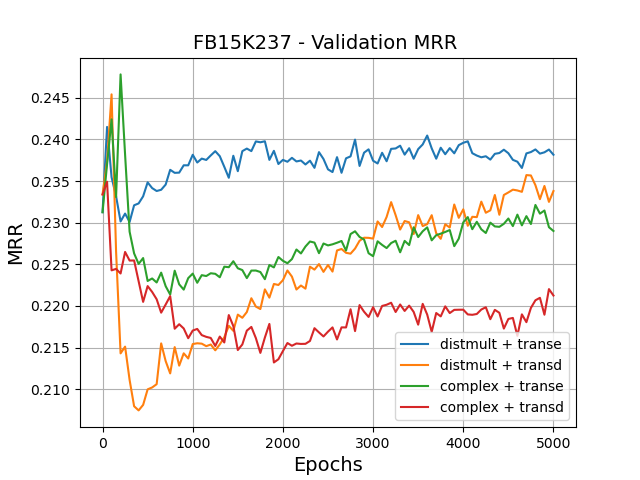 FB15K237 - Validation MRR
MRR
0.245
0.240
0.235
0.230
0.225
0.220
0.215
0.210
0
1000
2000
3000
4000
5000
Epochs
distmult + transe
distmult + transd
complex + transe
complex + transd